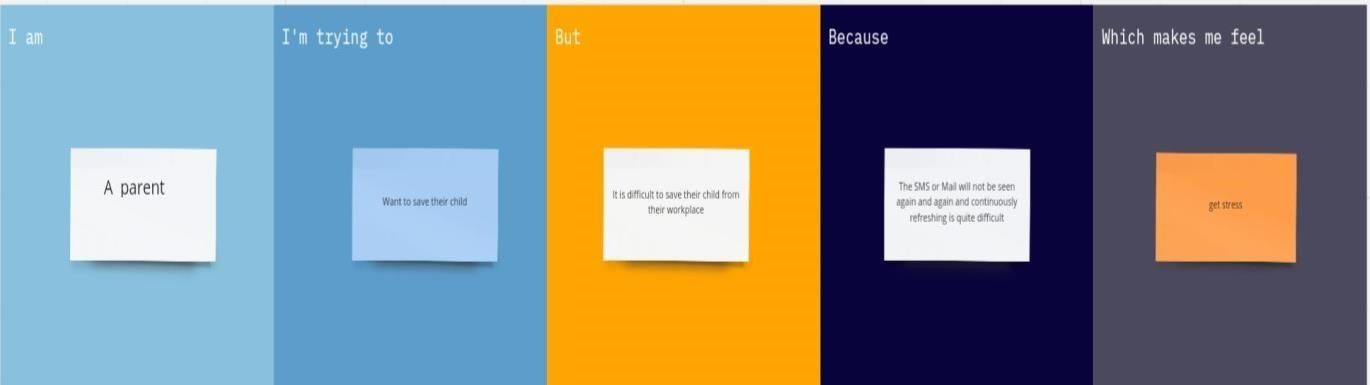 I am
I'm trying to
But
Because
Which makes me feel
A parent
Want to save their child
It is difficult to save their child from
their workplace
The SMS or Mail will not be seen
again and again and continuously
refreshing is quite difficult
get stress